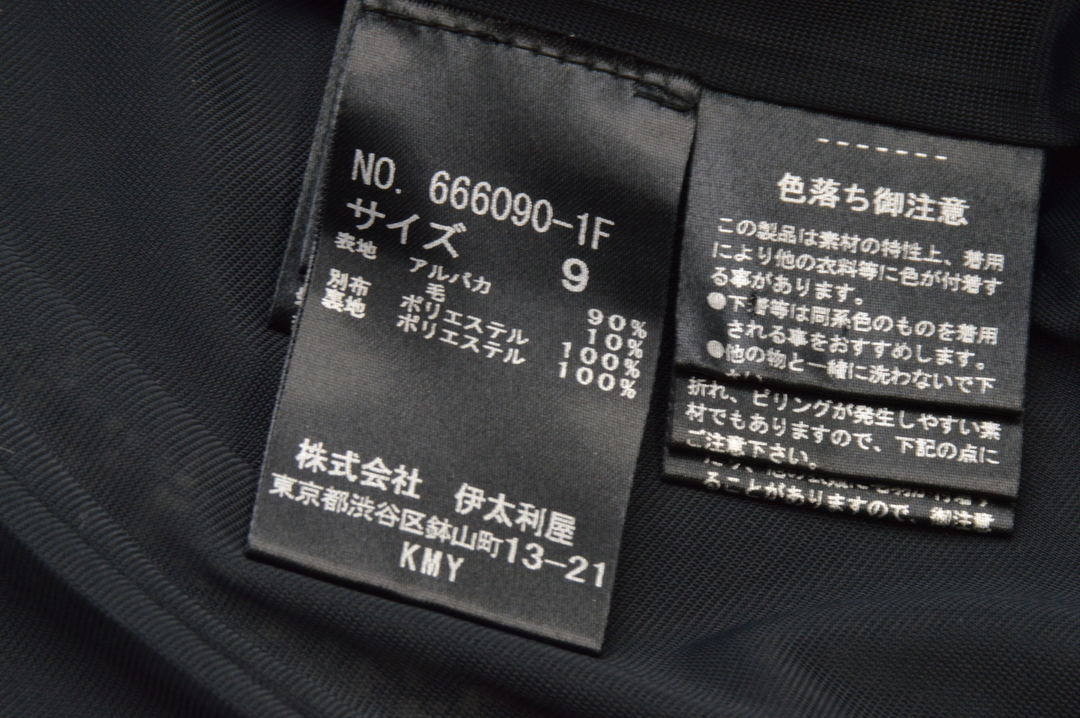 NO. 666090-1F
サイズ 9
表地 アルパカ 90%
毛 10%
別布 ポリエステル 100%
裏地 ポリエステル 100%
株式会社 伊太利屋
東京都渋谷区鉢山町13-21
KMY
-------
色落ち御注意
この製品は素材の特性上、着用
により他の衣料等に色が付着す
る事があります。
●下着等は同系色のものを着用
される事をおすすめします。
●他の物と一緒に洗わないで下
折れ、ピリングが発生しやすい素
材でもありますので、下記の点に
ご注意下さい。
ることがありますので、御注意